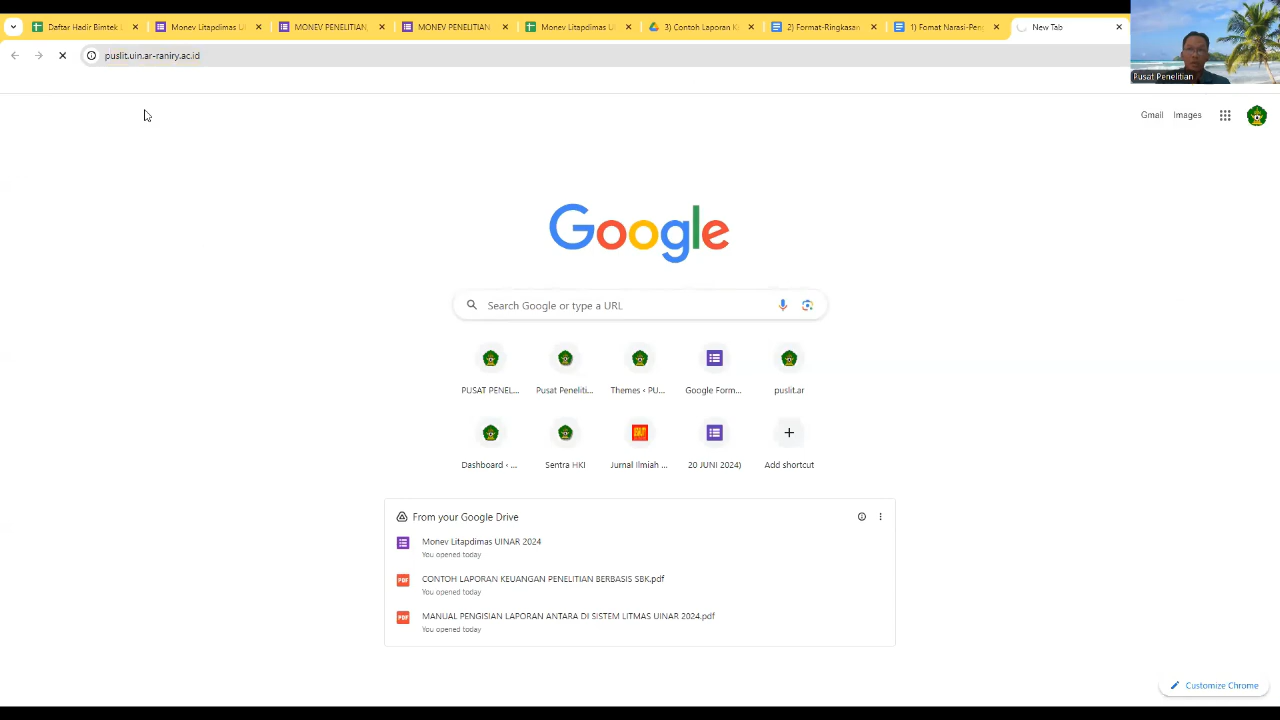 Daftar Hadir Bimtek
Monev Litapdimas U
MONEV PENELITIAN,
MONEV PENELITIAN
Monev Litapdimas U
3) Contoh Laporan K
2) Format-Ringkasan
1) Fomat Narasi-Pen
New Tab
puslit.uin.ar-raniry.ac.id
Pusat Penelitian
Gmail
Images
Google
Search Google or type a URL
PUSAT PENEL...
Pusat Peneliti...
Themes ‹ PU...
Google Form...
puslit.ar
Dashboard ‹ ...
Sentra HKI
Jurnal Ilmiah ...
20 JUNI 2024)
Add shortcut
From your Google Drive
Monev Litapdimas UINAR 2024
You opened today
CONTOH LAPORAN KEUANGAN PENELITIAN BERBASIS SBK.pdf
You opened today
MANUAL PENGISIAN LAPORAN ANTARA DI SISTEM LITMAS UINAR 2024.pdf
You opened today
Customize Chrome